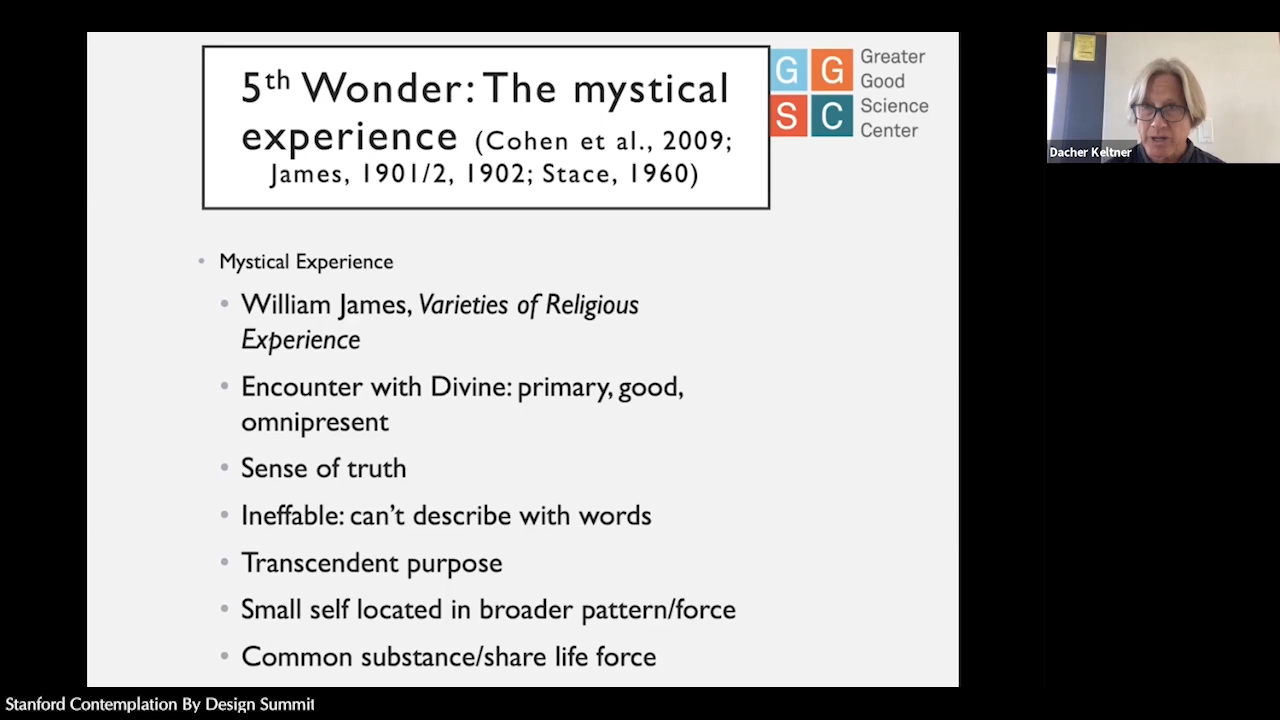 5th Wonder: The mystical
experience (Cohen et al., 2009;
James, 1901/2, 1902; Stace, 1960)
G G
S C
Greater
Good
Science
Center
Dacher Keltner
• Mystical Experience
• William James, Varieties of Religious
Experience
• Encounter with Divine: primary, good,
omnipresent
• Sense of truth
• Ineffable: can’t describe with words
• Transcendent purpose
• Small self located in broader pattern/force
• Common substance/share life force
Stanford Contemplation By Design Summit